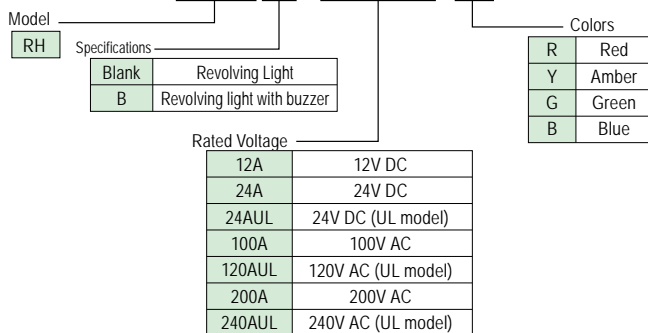 Model
RH
Specifications
Blank Revolving Light
B Revolving light with buzzer
Colors
R Red
Y Amber
G Green
B Blue
Rated Voltage
12A 12V DC
24A 24V DC
24AUL 24V DC (UL model)
100A 100V AC
120AUL 120V AC (UL model)
200A 200V AC
240AUL 240V AC (UL model)